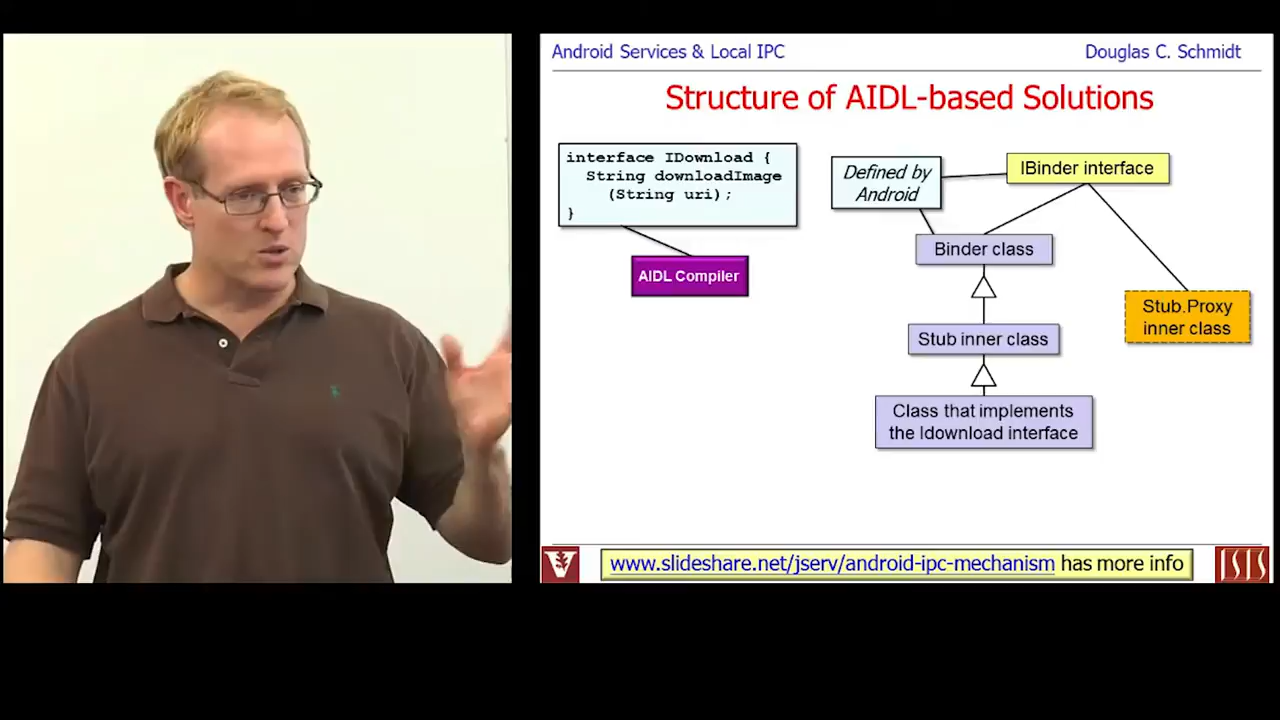 Android Services & Local IPC
Douglas C. Schmidt
Structure of AIDL-based Solutions
interface IDownload {
String downloadImage
(String uri);
}
AIDL Compiler
Defined by
Android
IBinder interface
Binder class
Stub.Proxy
inner class
Stub inner class
Class that implements
the Idownload interface
V
www.slideshare.net/jserv/android-ipc-mechanism has more info
ISIS